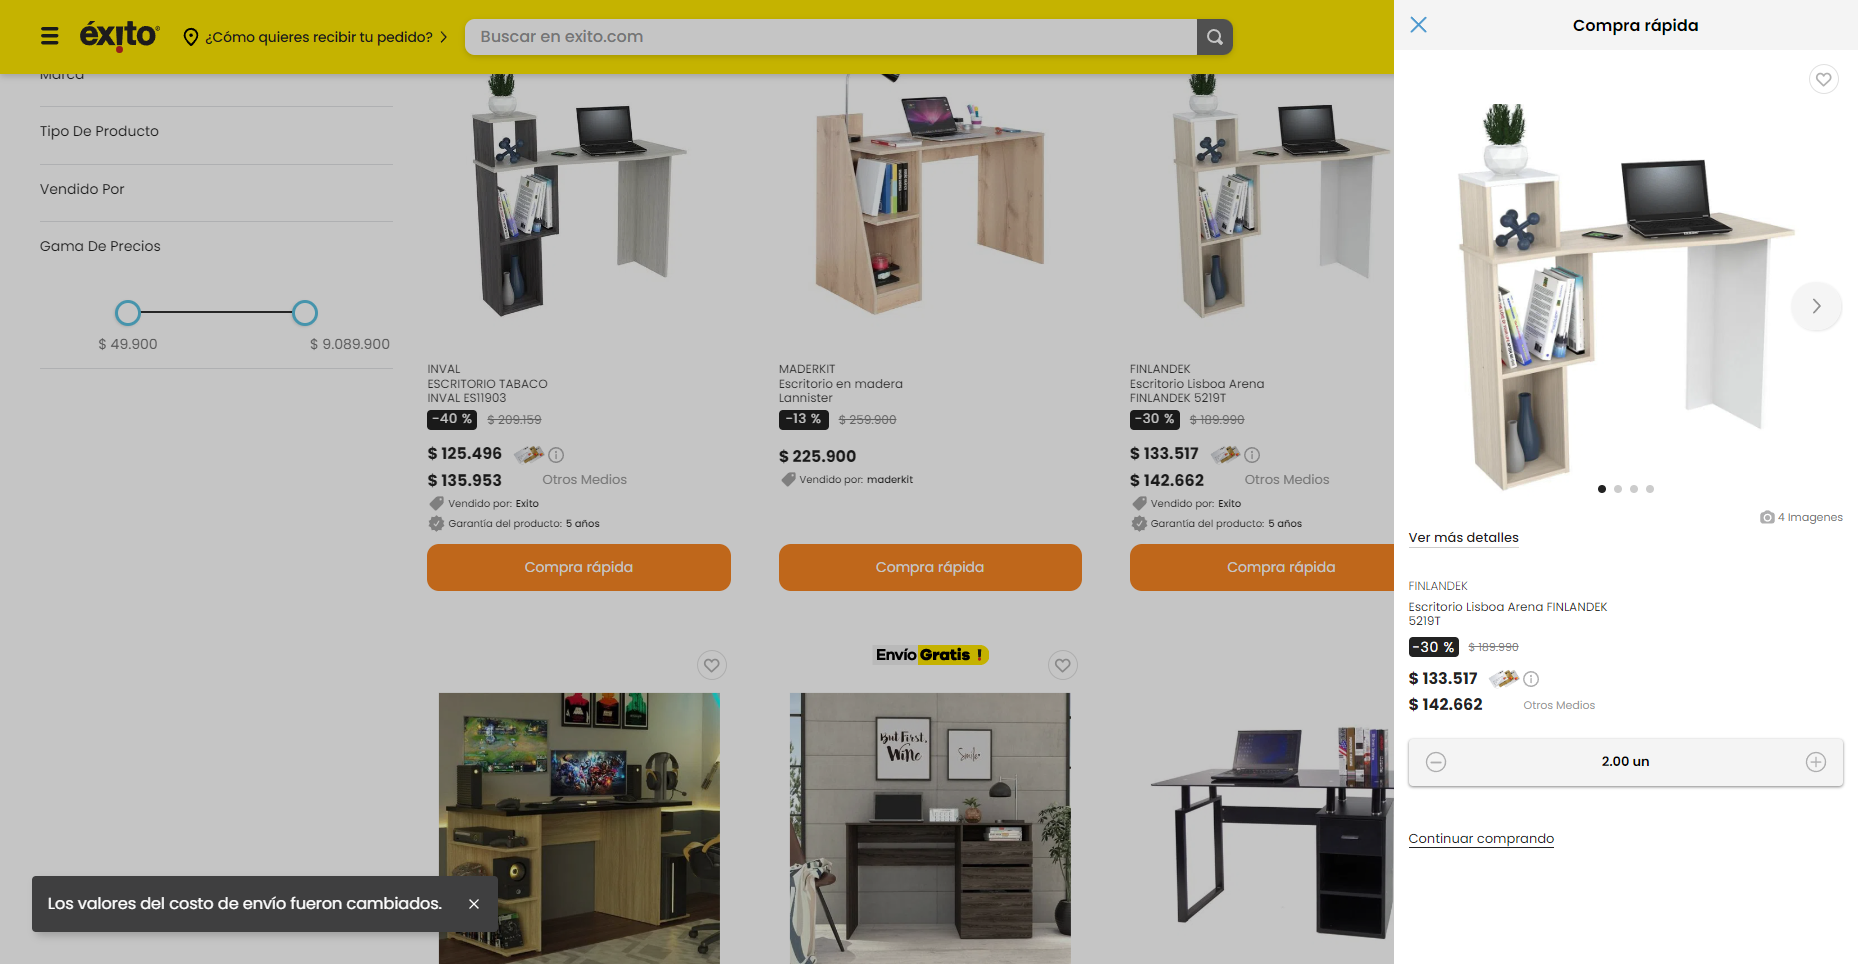 éxito
¿Cómo quieres recibir tu pedido?
Buscar en exito.com
Marca
Tipo De Producto
Vendido Por
Gama De Precios
$ 49.900
$ 9.089.900
INVAL
ESCRITORIO TABACO
INVAL ES11903
-40 % $ 209.159
$ 125.496
$ 135.953 Otros Medios
Vendido por: Exito
Garantía del producto: 5 años
Compra rápida
MADERKIT
Escritorio en madera
Lannister
-13 % $ 259.900
$ 225.900
Vendido por: maderkit
Compra rápida
FINLANDEK
Escritorio Lisboa Arena
FINLANDEK 5219T
-30 % $ 189.990
$ 133.517
$ 142.662 Otros Medios
Vendido por: Exito
Garantía del producto: 5 años
Compra rápida
Envío Gratis !
But First,
Wine
Smile
Los valores del costo de envío fueron cambiados.
Compra rápida
4 Imagenes
Ver más detalles
FINLANDEK
Escritorio Lisboa Arena FINLANDEK
5219T
-30 % $ 189.990
$ 133.517
$ 142.662 Otros Medios
2.00 un
Continuar comprando